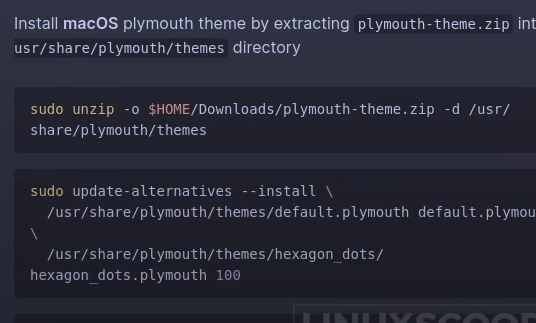 Install macOS plymouth theme by extracting plymouth-theme.zip int
usr/share/plymouth/themes directory
sudo unzip -o $HOME/Downloads/plymouth-theme.zip -d /usr/
share/plymouth/themes
sudo update-alternatives --install \
/usr/share/plymouth/themes/default.plymouth default.plymou
\
/usr/share/plymouth/themes/hexagon_dots/
hexagon_dots.plymouth 100
LINUXSCOOP